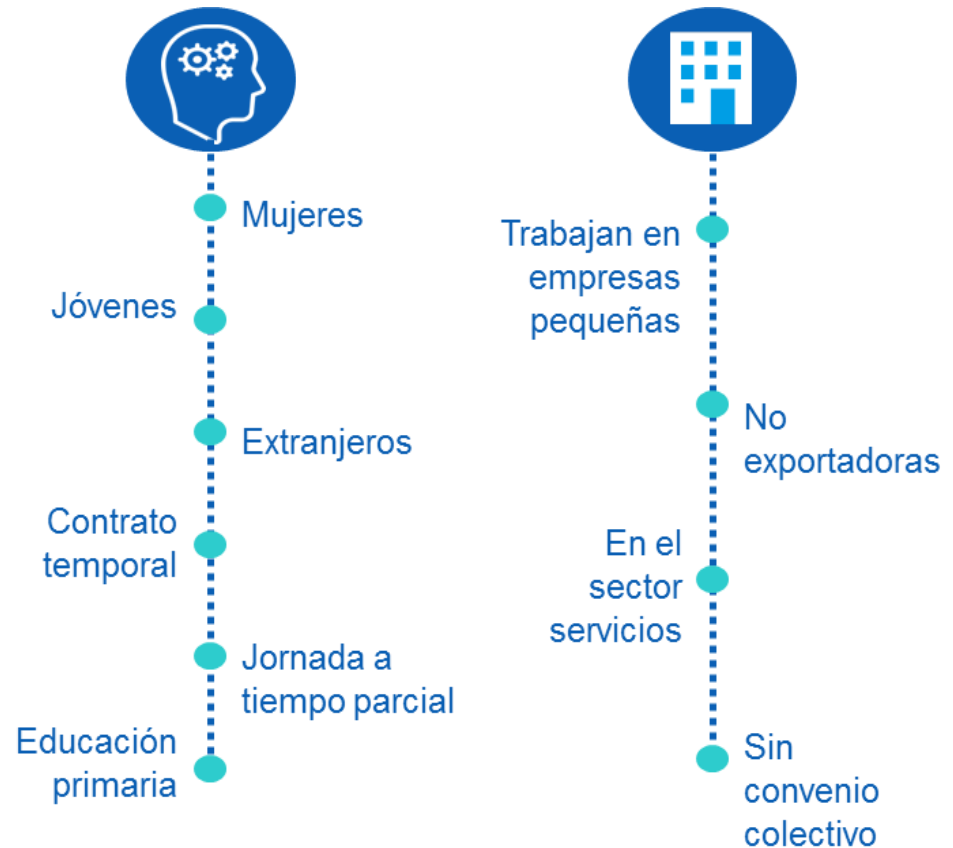 Mujeres
Jóvenes
Extranjeros
Contrato
temporal
Jornada a
tiempo parcial
Educación
primaria
Trabajan en
empresas
pequeñas
No
exportadoras
En el
sector
servicios
Sin
convenio
colectivo